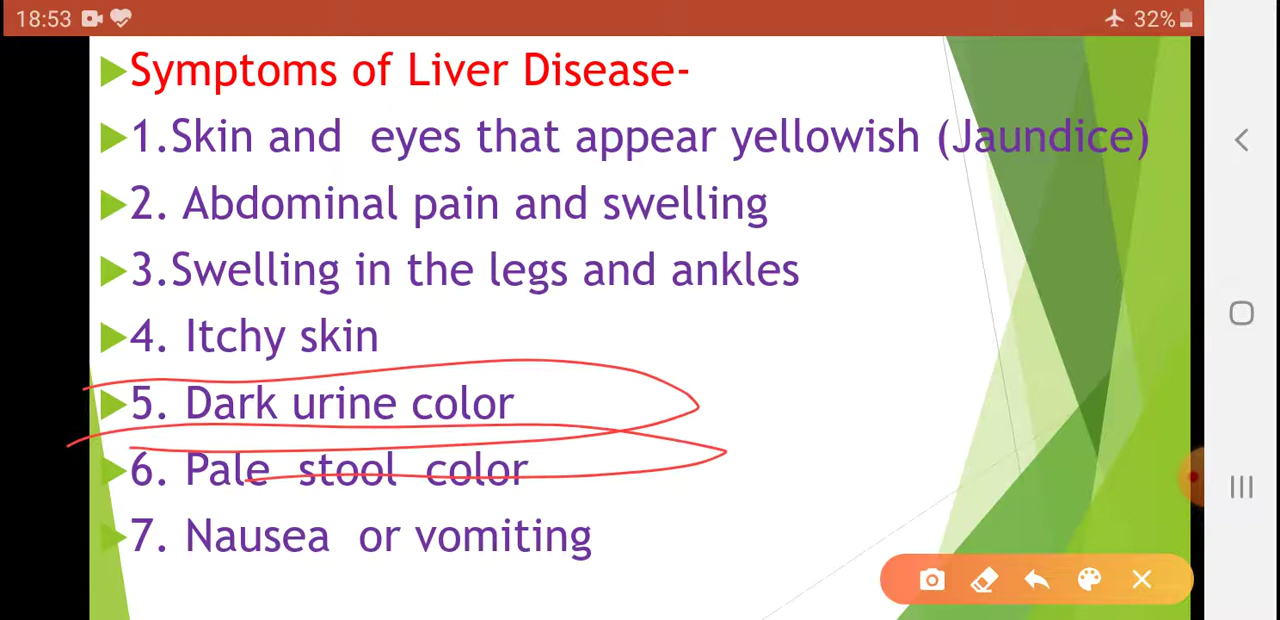 18:53 32%
Symptoms of Liver Disease-
1.Skin and eyes that appear yellowish (Jaundice)
2. Abdominal pain and swelling
3.Swelling in the legs and ankles
4. Itchy skin
5. Dark urine color
6. Pale stool color
7. Nausea or vomiting